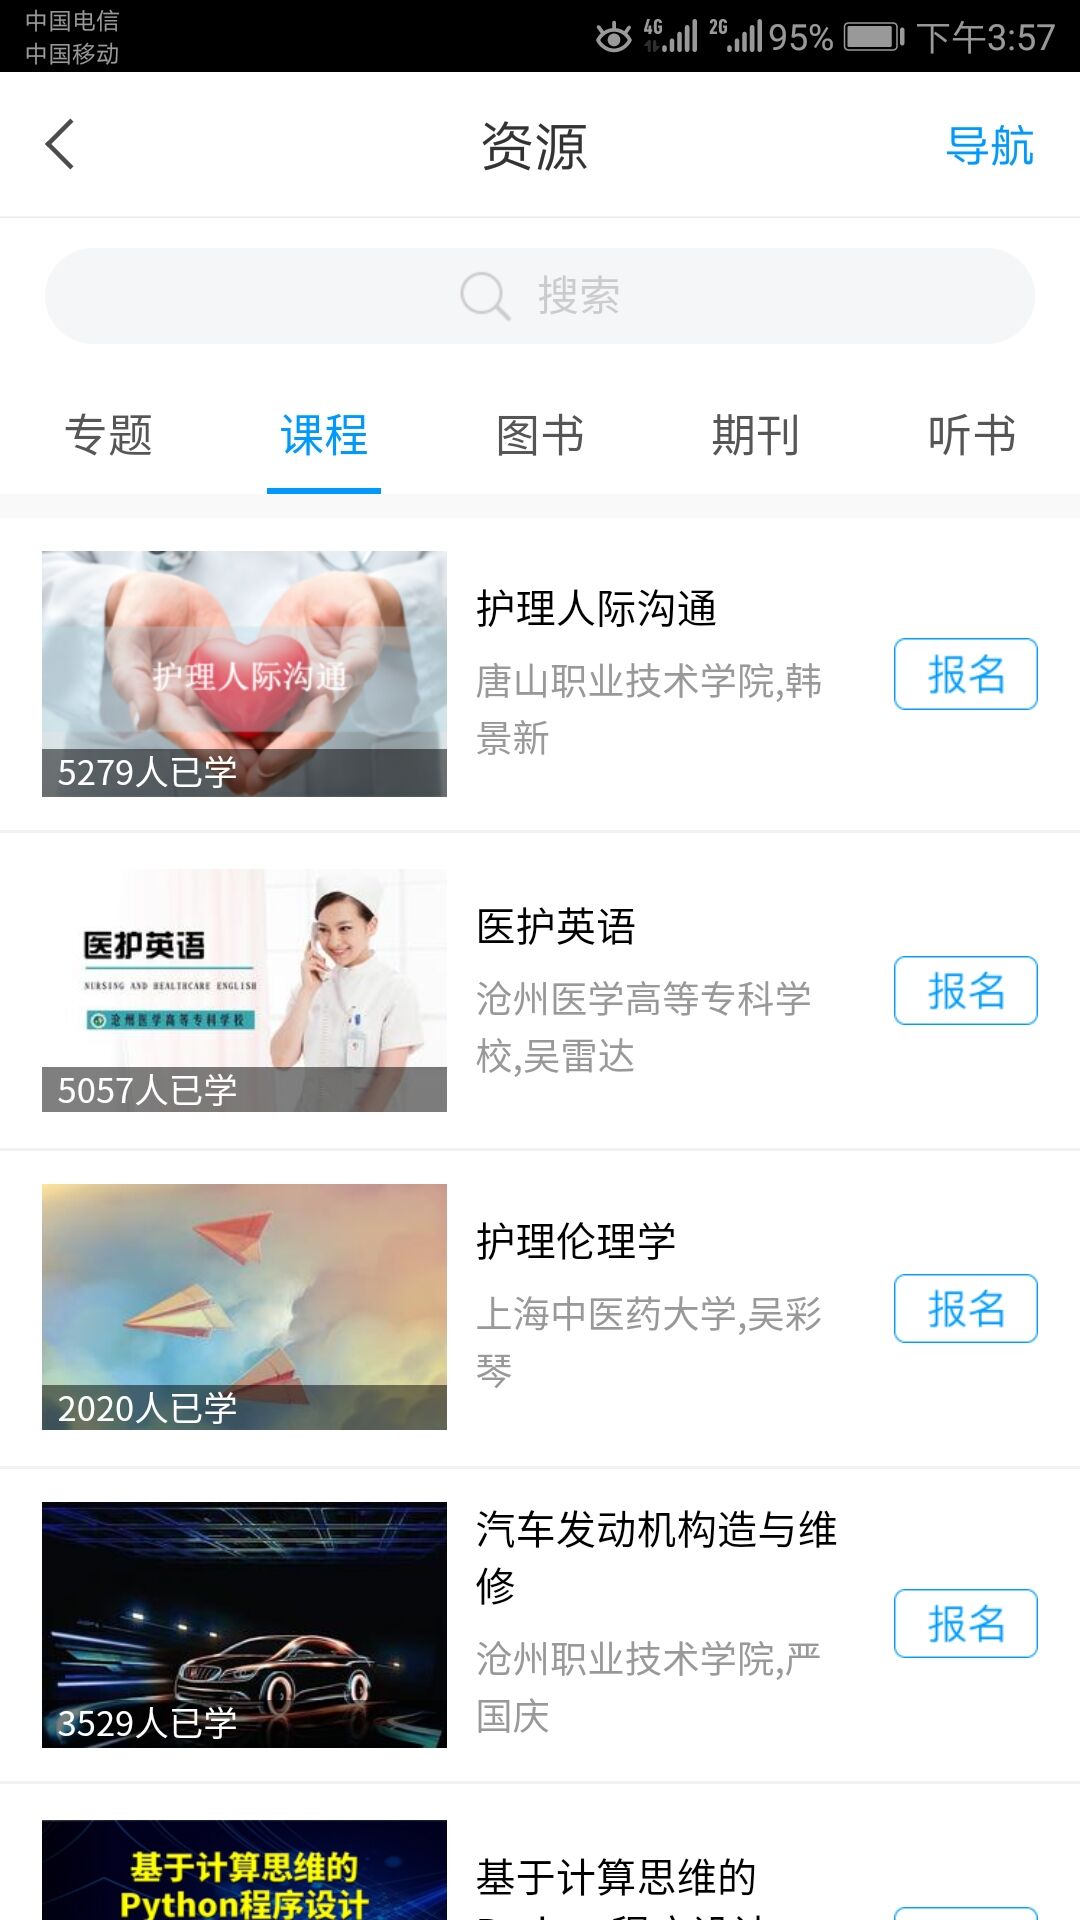 中国电信
中国移动
4G 2G 95% 下午3:57
资源
导航
搜索
专题 课程 图书 期刊 听书
护理人际沟通
5279人已学
护理人际沟通
唐山职业技术学院,韩
景新
报名
医护英语
NURSING AND HEALTHCARE ENGLISH
沧州医学高等专科学校
5057人已学
医护英语
沧州医学高等专科学
校,吴雷达
报名
2020人已学
护理伦理学
上海中医药大学,吴彩
琴
报名
3529人已学
汽车发动机构造与维
修
沧州职业技术学院,严
国庆
报名
基于计算思维的
Python程序设计
基于计算思维的